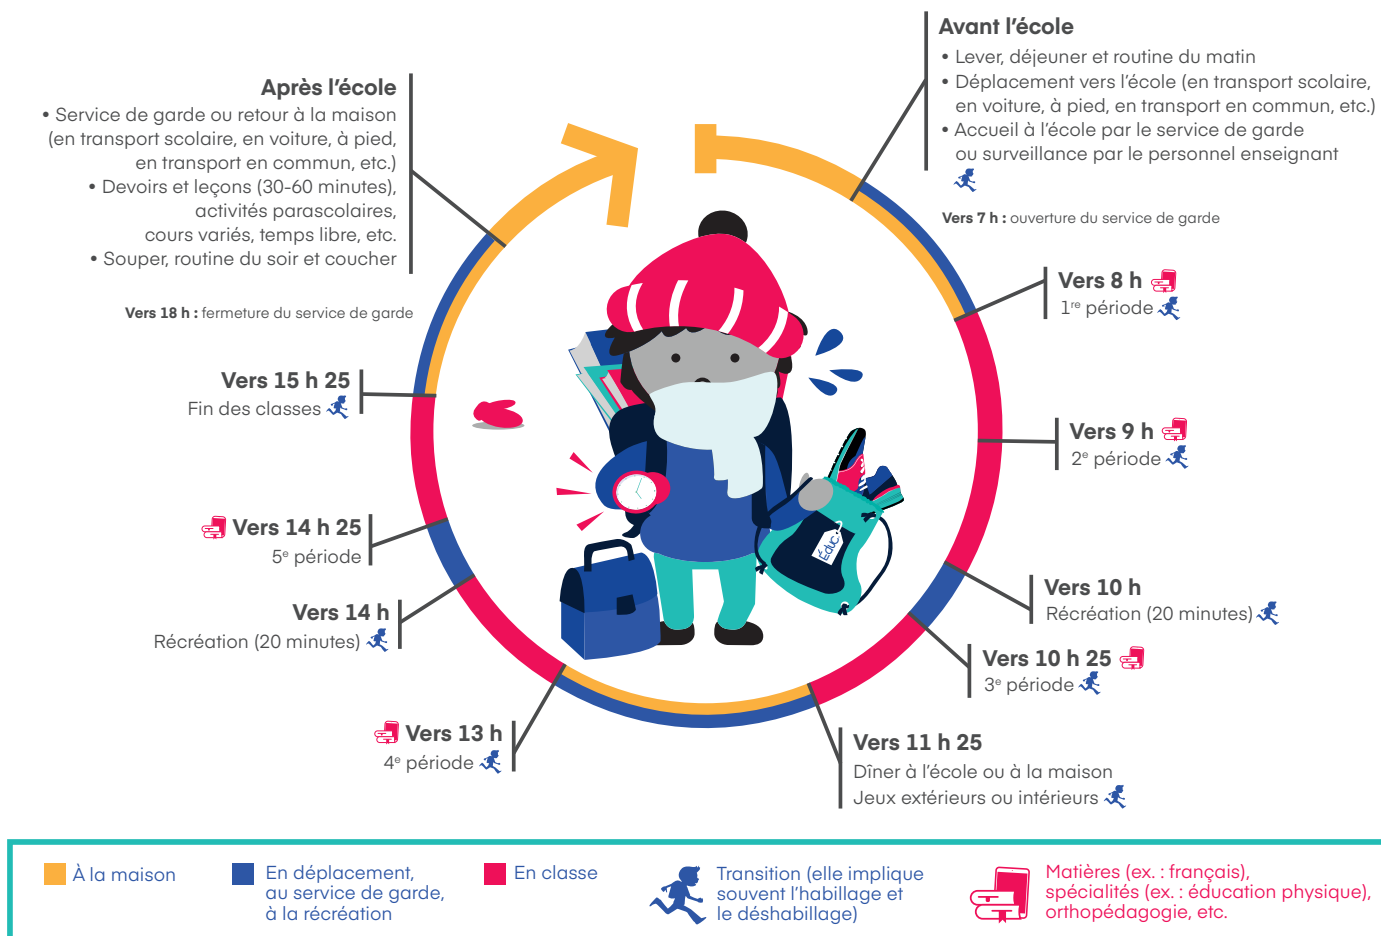 Avant l’école
• Lever, déjeuner et routine du matin
• Déplacement vers l’école (en transport scolaire,
en voiture, à pied, en transport en commun, etc.)
• Accueil à l’école par le service de garde
ou surveillance par le personnel enseignant
Vers 7 h : ouverture du service de garde
Vers 8 h
1re période
Vers 9 h
2e période
Vers 10 h
Récréation (20 minutes)
Vers 10 h 25
3e période
Vers 11 h 25
Dîner à l’école ou à la maison
Jeux extérieurs ou intérieurs
Vers 13 h
4e période
Vers 14 h
Récréation (20 minutes)
Vers 14 h 25
5e période
Vers 15 h 25
Fin des classes
Vers 18 h : fermeture du service de garde
Après l’école
• Service de garde ou retour à la maison
(en transport scolaire, en voiture, à pied,
en transport en commun, etc.)
• Devoirs et leçons (30-60 minutes),
activités parascolaires,
cours variés, temps libre, etc.
• Souper, routine du soir et coucher
Éduc
À la maison
En déplacement,
au service de garde,
à la récréation
En classe
Transition (elle implique
souvent l’habillage et
le déshabillage)
Matières (ex. : français),
spécialités (ex. : éducation physique),
orthopédagogie, etc.